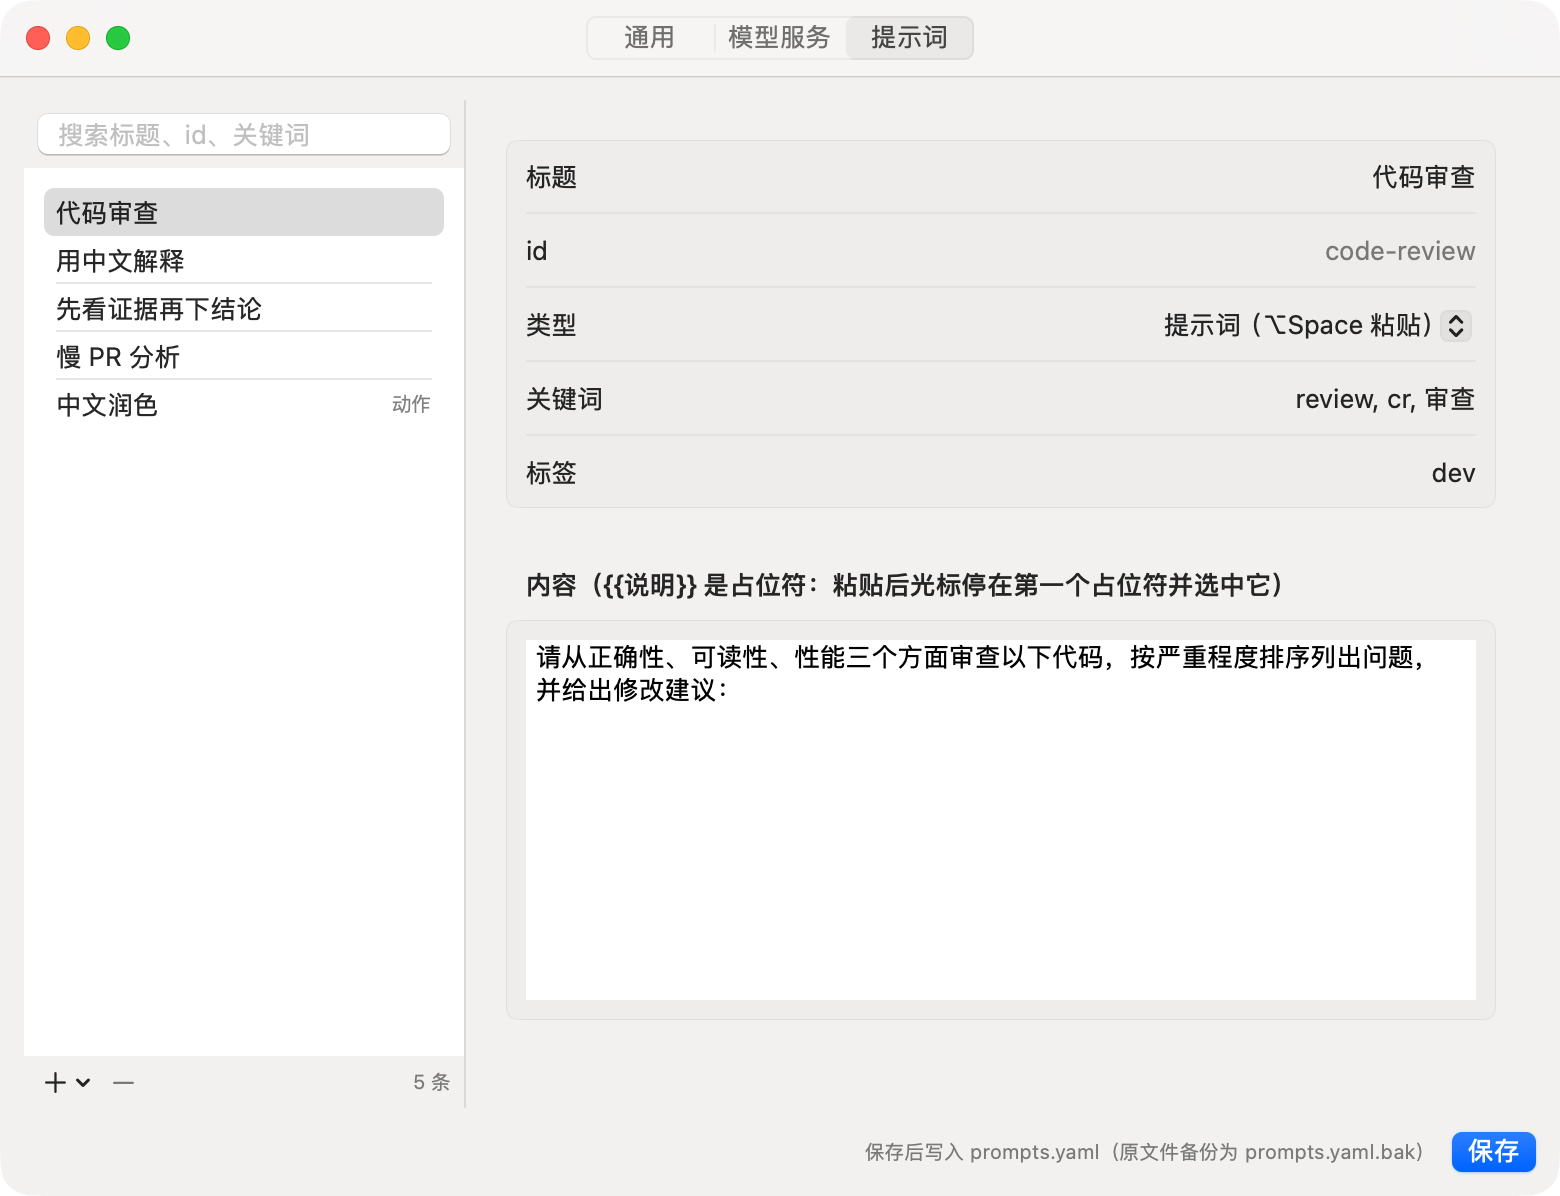 通用
模型服务
提示词
搜索标题、id、关键词
代码审查
用中文解释
先看证据再下结论
慢 PR 分析
中文润色
动作
5 条
标题
代码审查
id
code-review
类型
提示词（⌥Space 粘贴）
关键词
review, cr, 审查
标签
dev
内容（{{说明}} 是占位符：粘贴后光标停在第一个占位符并选中它）
请从正确性、可读性、性能三个方面审查以下代码，按严重程度排序列出问题，
并给出修改建议：
保存后写入 prompts.yaml（原文件备份为 prompts.yaml.bak）
保存